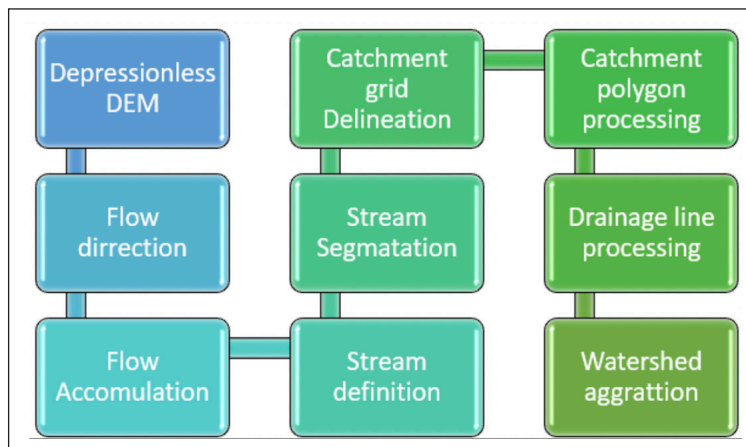 Depressionless
DEM
Flow
dirrection
Flow
Accomulation
Stream
definition
Stream
Segmatation
Catchment
grid
Delineation
Catchment
polygon
processing
Drainage line
processing
Watershed
aggrattion